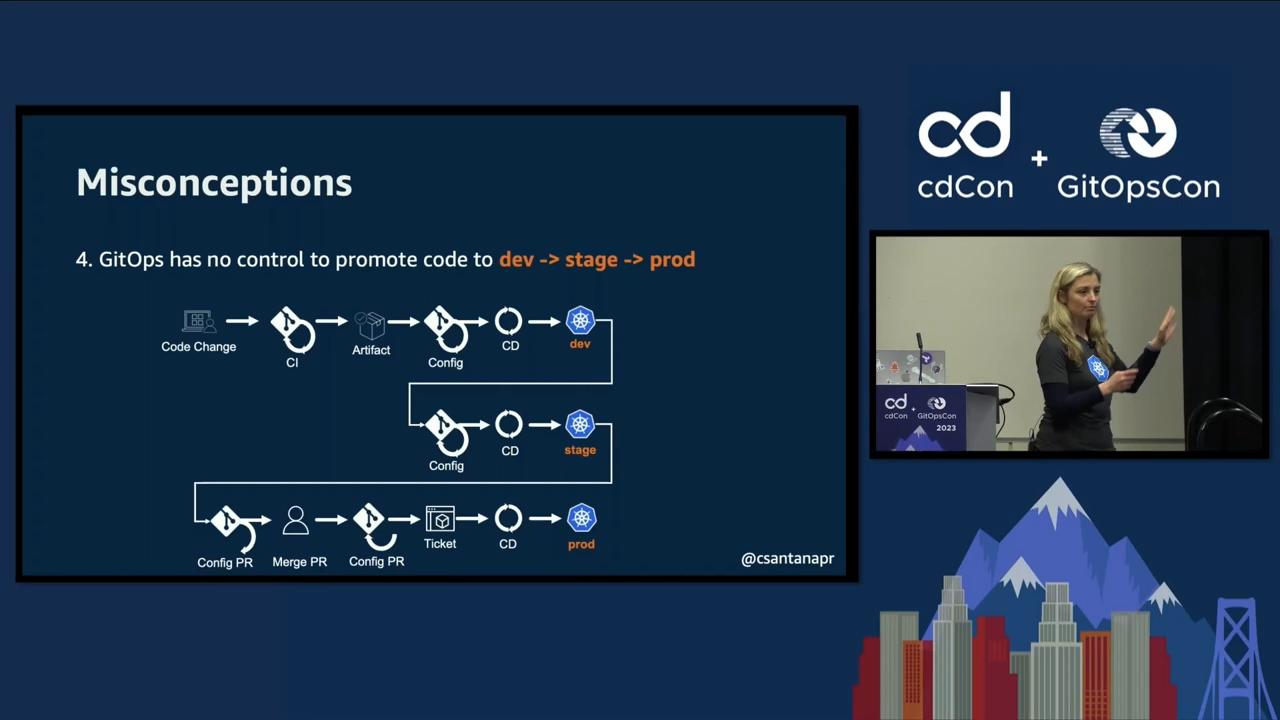 Misconceptions
4. GitOps has no control to promote code to dev -> stage -> prod
Code Change
CI
Artifact
Config
CD
dev
Config
CD
stage
Config PR
Merge PR
Config PR
Ticket
CD
prod
@csantanapr
cd
cdCon
+
GitOpsCon
cd
cdCon
+
GitOpsCon
2023